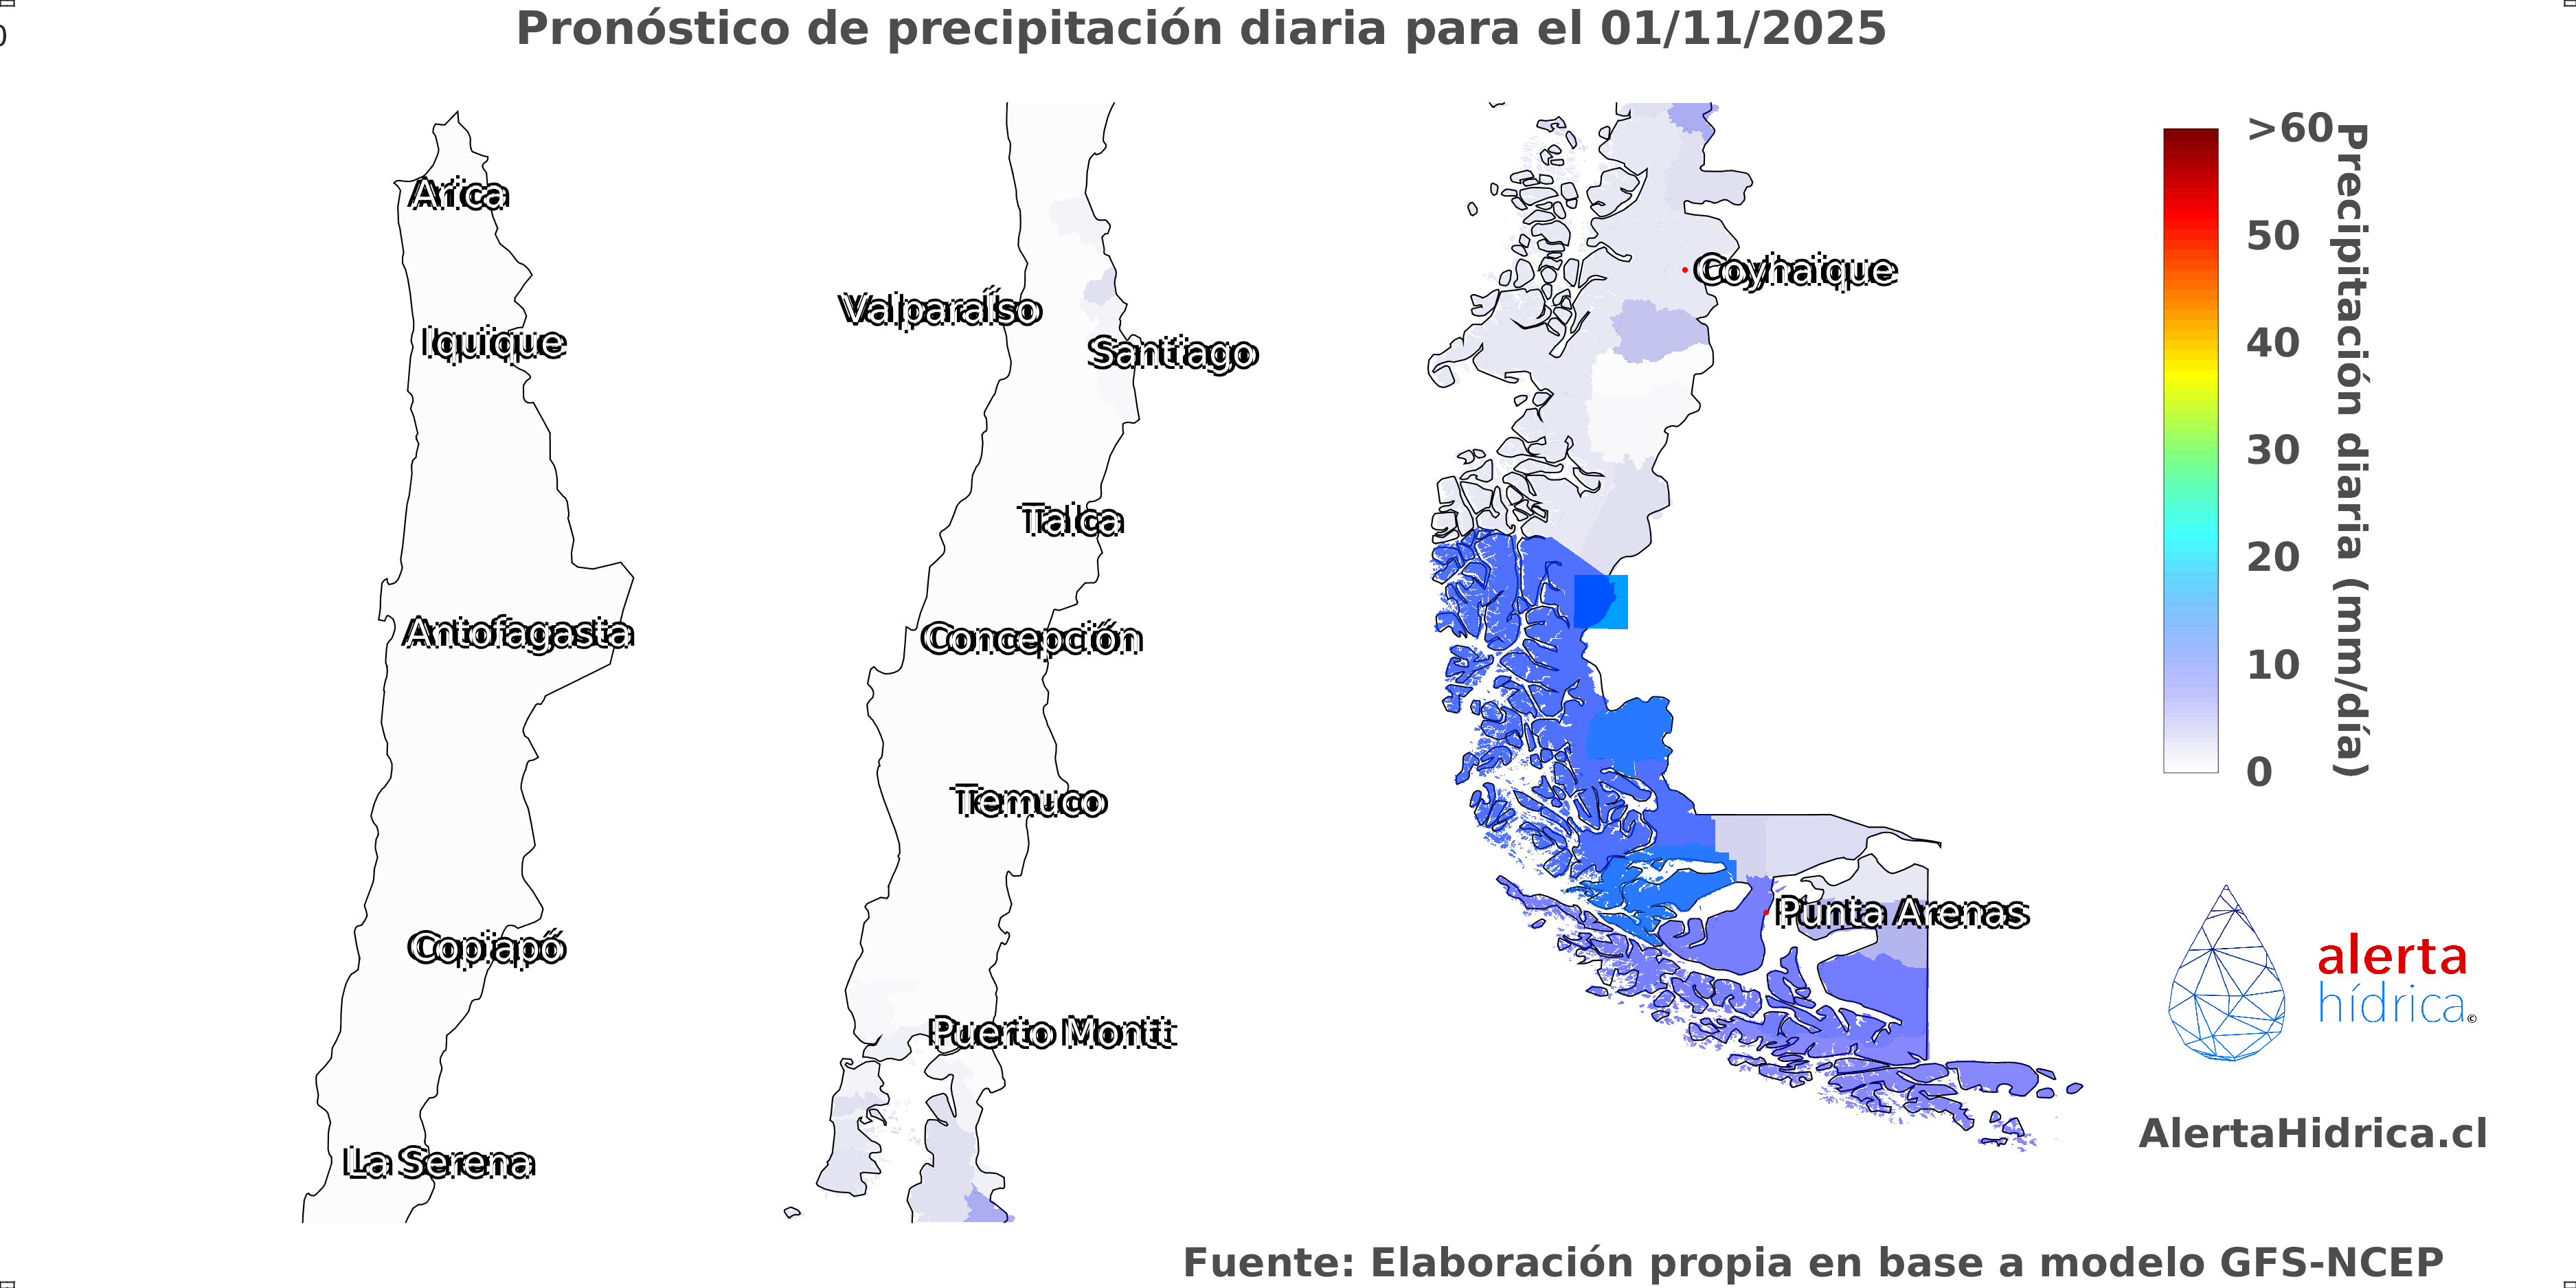 Pronóstico de precipitación diaria para el 01/11/2025
0
Arica
Iquique
Antofagasta
Copiapó
La Serena
Valparaíso
Santiago
Talca
Concepción
Temuco
Puerto Montt
Coyhaique
Punta Arenas
>60
50
40
30
20
10
0
Precipitación diaria (mm/día)
alerta
hídrica©
AlertaHidrica.cl
Fuente: Elaboración propia en base a modelo GFS-NCEP